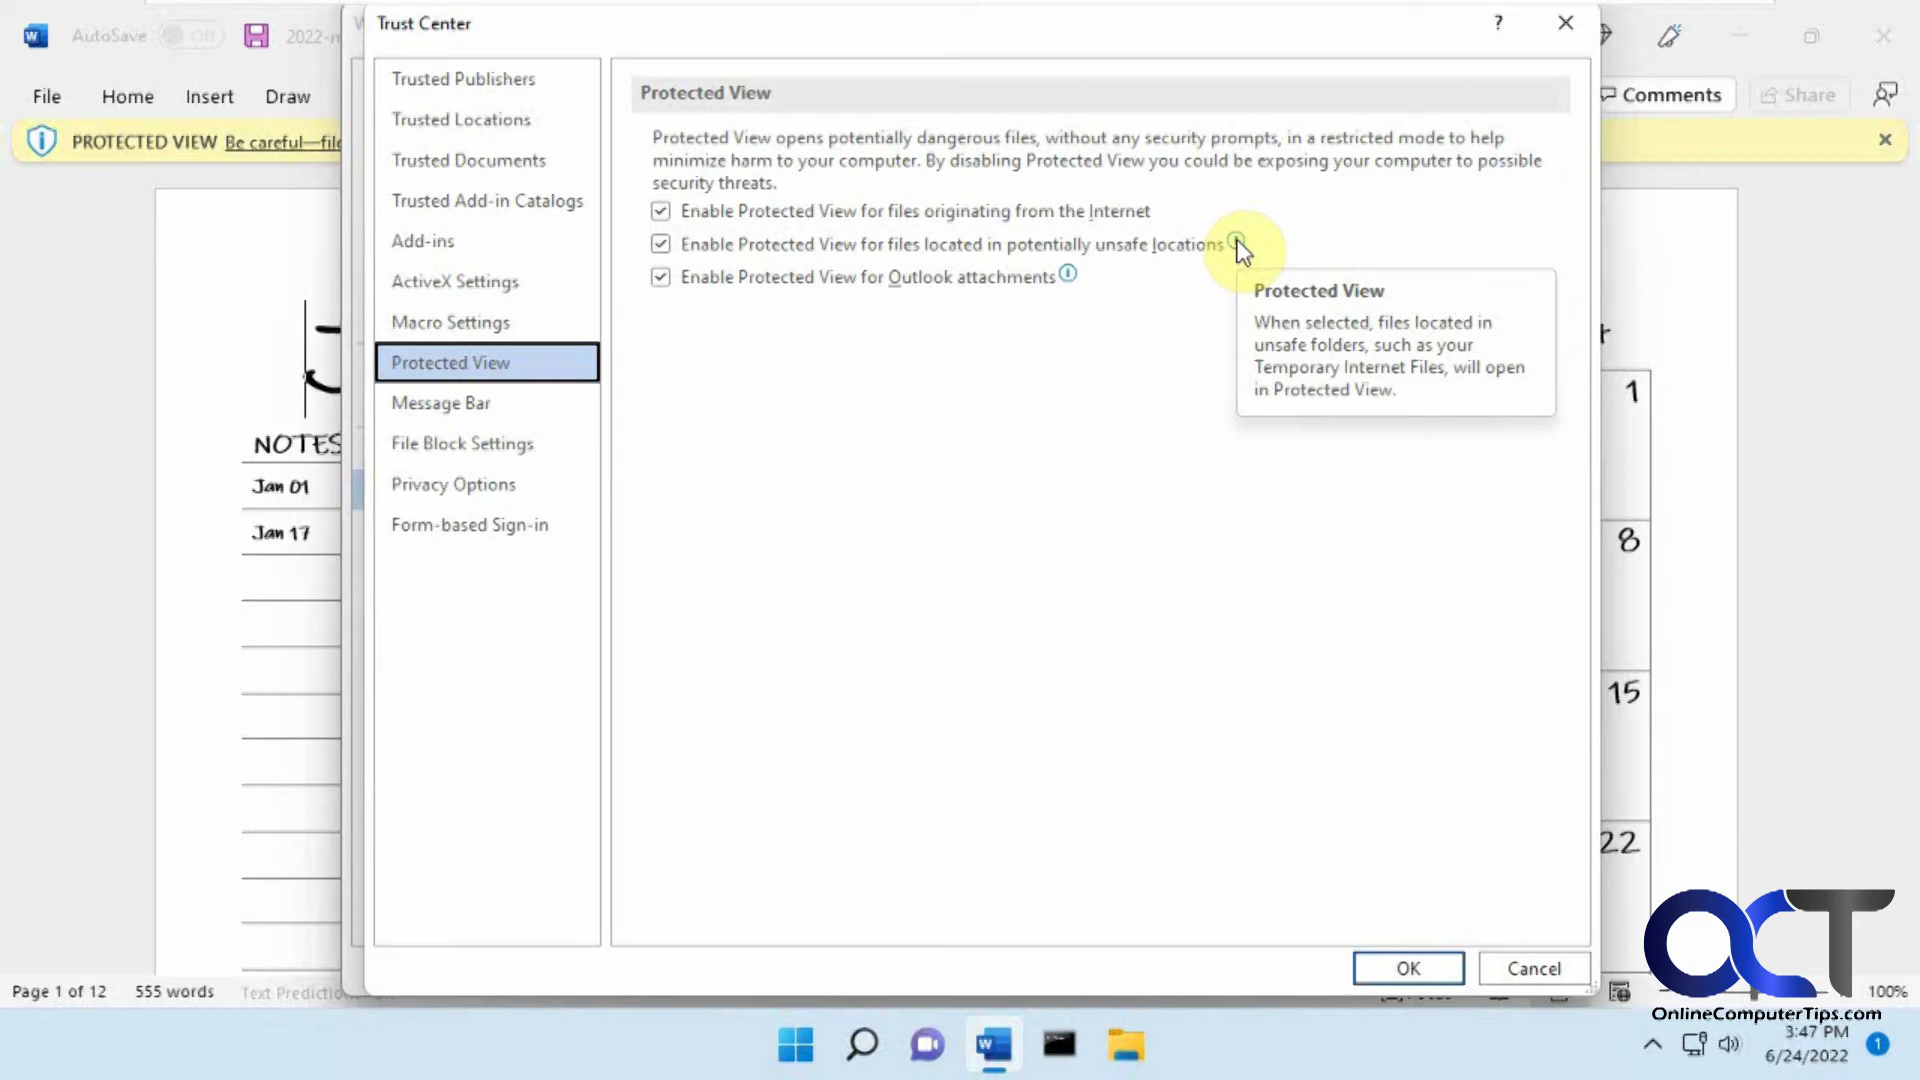 Trust Center
AutoSave Off
File Home Insert Draw
Comments Share
PROTECTED VIEW Be careful—file
Trusted Publishers
Trusted Locations
Trusted Documents
Trusted Add-in Catalogs
Add-ins
ActiveX Settings
Macro Settings
Protected View
Message Bar
File Block Settings
Privacy Options
Form-based Sign-in
Protected View
Protected View opens potentially dangerous files, without any security prompts, in a restricted mode to help
minimize harm to your computer. By disabling Protected View you could be exposing your computer to possible
security threats.
Enable Protected View for files originating from the Internet
Enable Protected View for files located in potentially unsafe locations
Enable Protected View for Outlook attachments
Protected View
When selected, files located in
unsafe folders, such as your
Temporary Internet Files, will open
in Protected View.
NOTES
Jan 01
Jan 17
1
8
15
22
OK Cancel
Page 1 of 12 555 words
100%
OCT
OnlineComputerTips.com
3:47 PM
6/24/2022
1